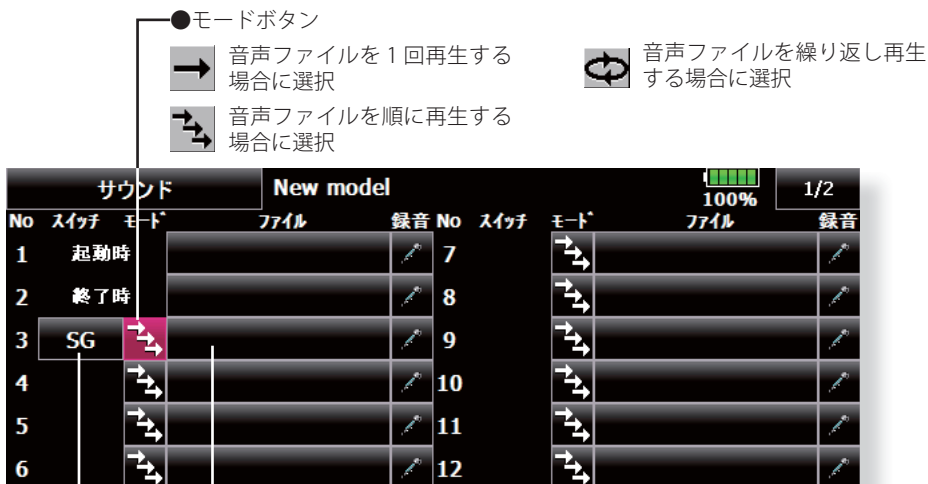 ●モードボタン
音声ファイルを1回再生する
場合に選択
音声ファイルを繰り返し再生
する場合に選択
音声ファイルを順に再生する
場合に選択
サウンド New model 100% 1/2
No スイッチ モード ファイル 録音 No スイッチ モード ファイル 録音
1 起動時 7
2 終了時 8
3 SG 9
4 10
5 11
6 12